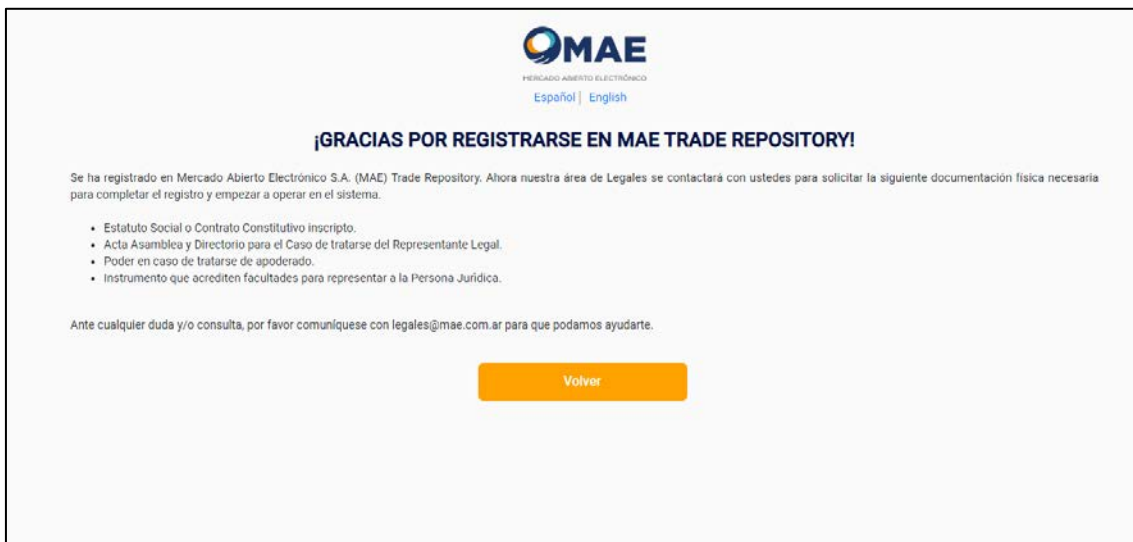 MAE
MERCADO ABIERTO ELECTRÓNICO
Español | English
¡GRACIAS POR REGISTRARSE EN MAE TRADE REPOSITORY!
Se ha registrado en Mercado Abierto Electrónico S.A. (MAE) Trade Repository. Ahora nuestra área de Legales se contactará con ustedes para solicitar la siguiente documentación física necesaria
para completar el registro y empezar a operar en el sistema.
• Estatuto Social o Contrato Constitutivo inscripto.
• Acta Asamblea y Directorio para el Caso de tratarse del Representante Legal.
• Poder en caso de tratarse de apoderado.
• Instrumento que acrediten facultades para representar a la Persona Jurídica.
Ante cualquier duda y/o consulta, por favor comuníquese con legales@mae.com.ar para que podamos ayudarte.
Volver